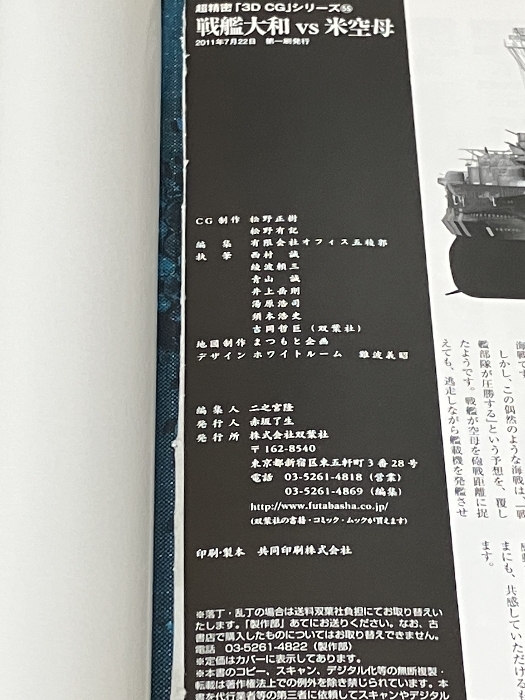 超精密「3D CG」シリーズ55
戦艦大和 vs 米空母
2011年7月22日　第一刷発行
CG制作　松野正樹
松野有記
編　集　有限会社オフィス五稜郭
執　筆　西村　誠
綾波頼三
青山　誠
井上岳則
湯原浩司
須本浩史
吉岡哲巨（双葉社）
地図制作　まつもと企画
デザイン　ホワイトルーム　難波義昭
編集人　二之宮隆
発行人　赤坂了生
発行所　株式会社双葉社
〒162-8540
東京都新宿区東五軒町3番28号
電話　03-5261-4818（営業）
03-5261-4869（編集）
http://www.futabasha.co.jp/
（双葉社の書籍・コミック・ムックが買えます）
印刷・製本　共同印刷株式会社
※落丁・乱丁の場合は送料双葉社負担にてお取り替えい
たします。「製作部」あてにお送りください。なお、古
書店で購入したものについてはお取り替えできません。
電話　03-5261-4822（製作部）
※定価はカバーに表示してあります。
※本書のコピー、スキャン、デジタル化等の無断複製・
転載は著作権法上での例外を除き禁じられています。本
書を代行業者等の第三者に依頼してスキャンやデジタル
海戦です。
しかし、この偶然のような海戦は、「戦
艦部隊が圧勝する」という予想を、覆し
たようです。戦艦が空母を砲戦距離に捉
えても、逃走しながら艦載機を発艦させ
まにも、共感していただけるも
ます。